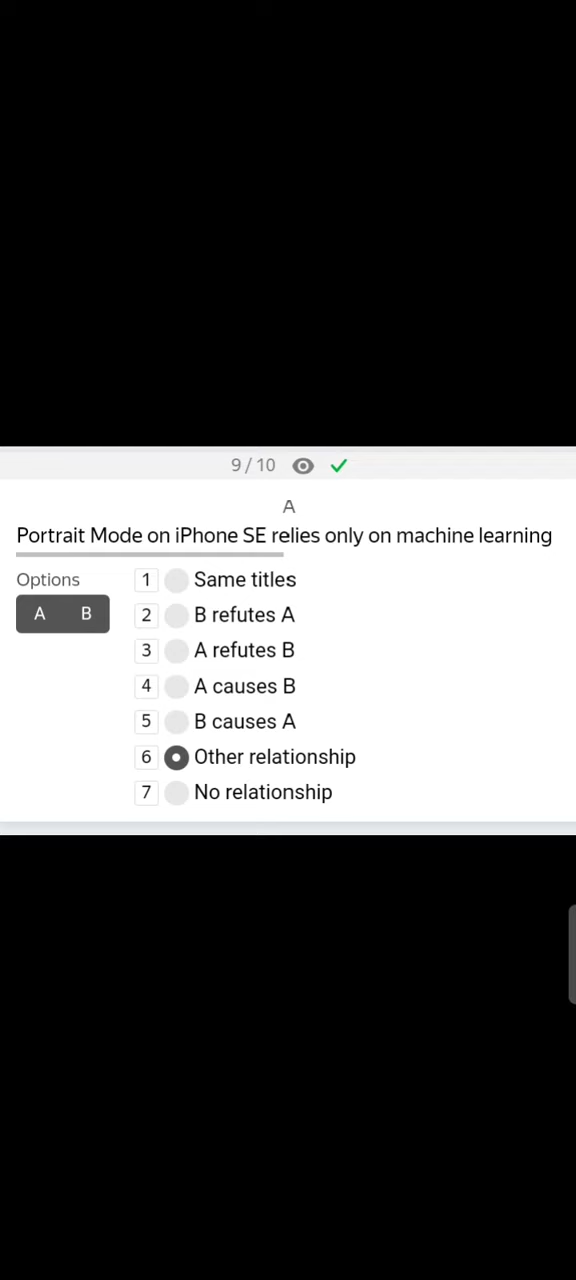 9 / 10
A
Portrait Mode on iPhone SE relies only on machine learning
Options
A B
1 Same titles
2 B refutes A
3 A refutes B
4 A causes B
5 B causes A
6 Other relationship
7 No relationship